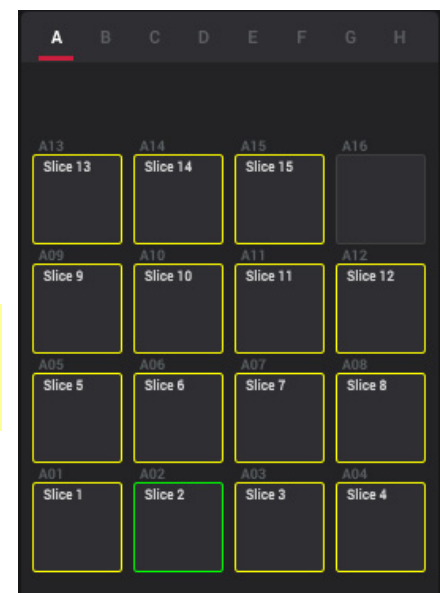 A B C D E F G H
A13 A14 A15 A16
Slice 13 Slice 14 Slice 15
A09 A10 A11 A12
Slice 9 Slice 10 Slice 11 Slice 12
A05 A06 A07 A08
Slice 5 Slice 6 Slice 7 Slice 8
A01 A02 A03 A04
Slice 1 Slice 2 Slice 3 Slice 4